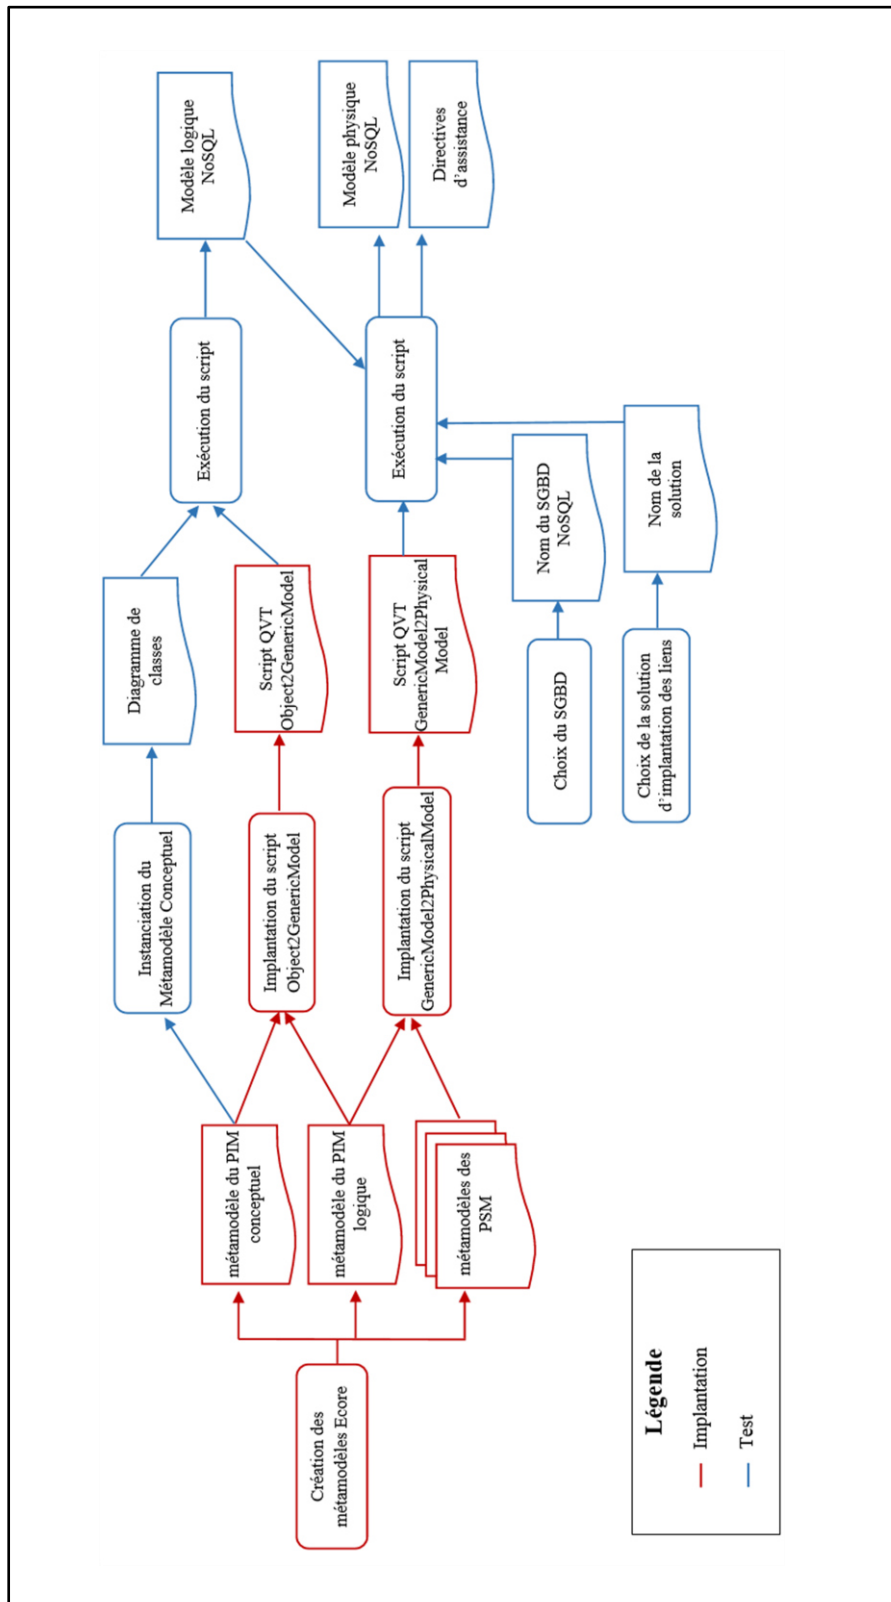 Création des
métamodèles Ecore
métamodèle du PIM
conceptuel
métamodèle du PIM
logique
métamodèles des
PSM
Instanciation du
Métamodèle Conceptuel
Implantation du script
Object2GenericModel
Implantation du script
GenericModel2PhysicalModel
Diagramme de
classes
Script QVT
Object2GenericModel
Script QVT
GenericModel2Physical
Model
Choix du SGBD
Choix de la solution
d'implantation des liens
Nom du SGBD
NoSQL
Nom de la
solution
Exécution du script
Exécution du script
Modèle logique
NoSQL
Modèle physique
NoSQL
Directives
d'assistance
Légende
Implantation
Test